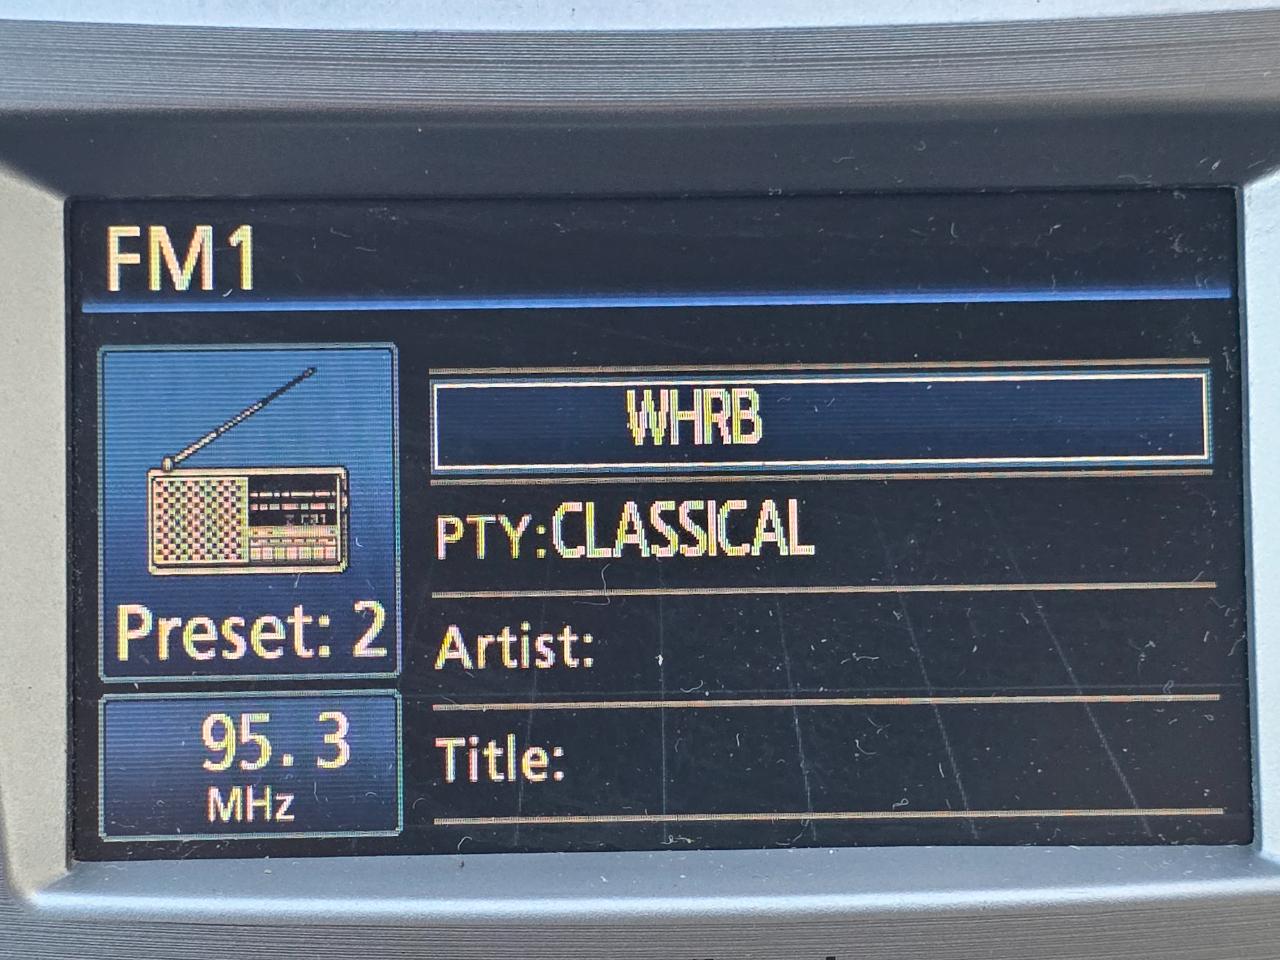 FM1
WHRB
PTY:CLASSICAL
Artist:
Title:
Preset: 2
95.3
MHz